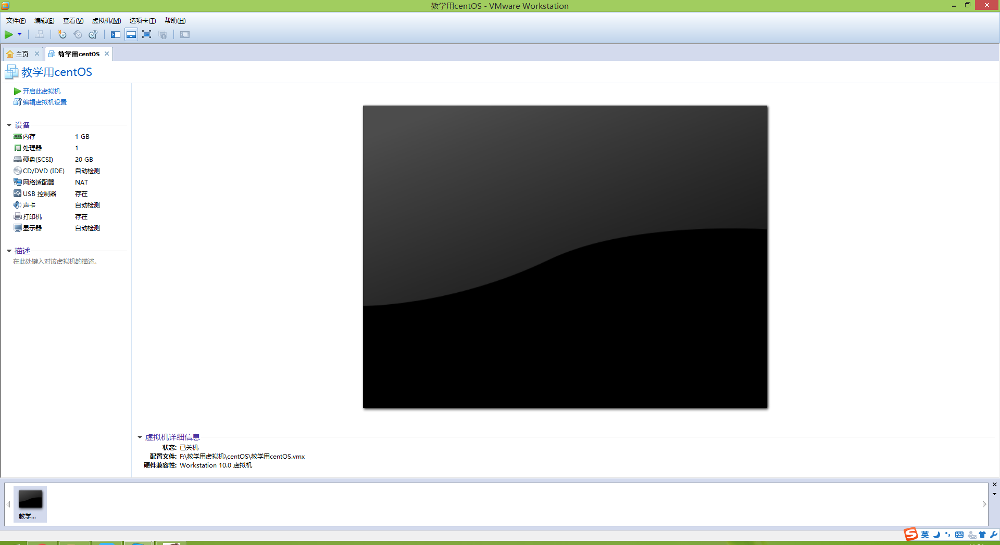 教学用centOS - VMware Workstation
文件(F) 编辑(E) 查看(V) 虚拟机(M) 选项卡(T) 帮助(H)
主页 教学用centOS
教学用centOS
开启此虚拟机
编辑虚拟机设置
设备
内存 1 GB
处理器 1
硬盘(SCSI) 20 GB
CD/DVD (IDE) 自动检测
网络适配器 NAT
USB 控制器 存在
声卡 自动检测
打印机 存在
显示器 自动检测
描述
在此处键入对该虚拟机的描述。
虚拟机详细信息
状态: 已关机
配置文件: F:\教学用虚拟机\centOS\教学用centOS.vmx
硬件兼容性: Workstation 10.0 虚拟机
教学...
英